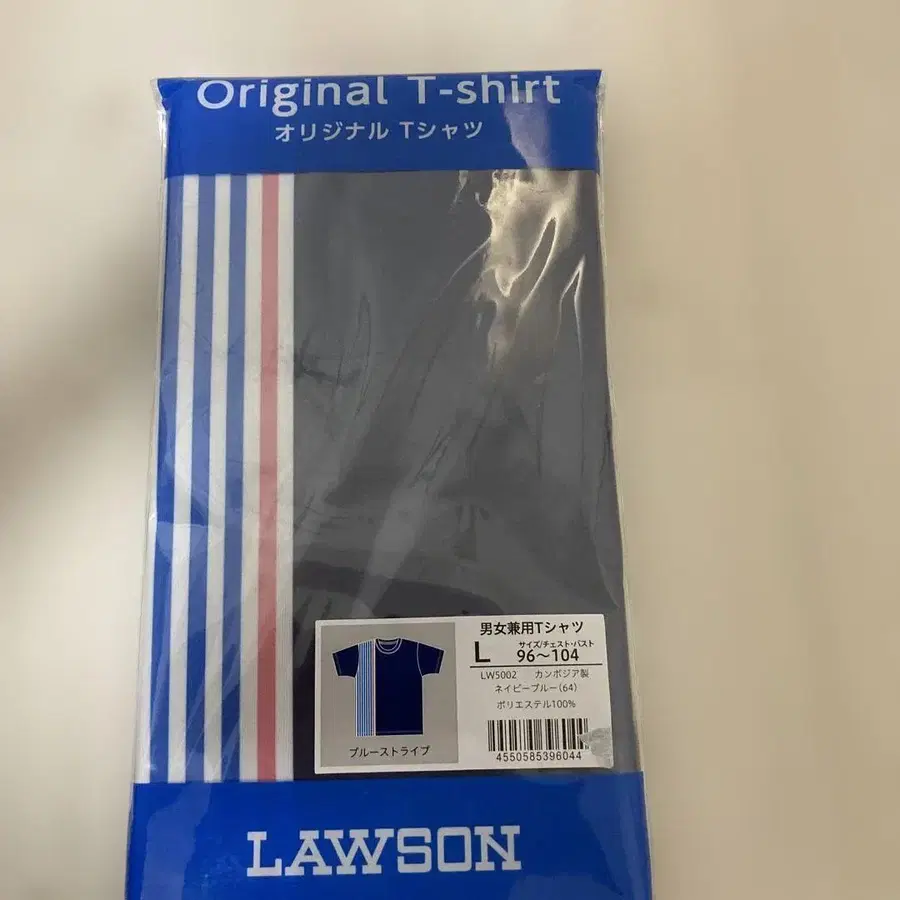 Original T-shirt
オリジナル Tシャツ
男女兼用Tシャツ
L サイズ/チェスト・バスト
96〜104
LW5002 カンボジア製
ネイビーブルー(64)
ポリエステル100%
ブルーストライプ
4550585396044
LAWSON